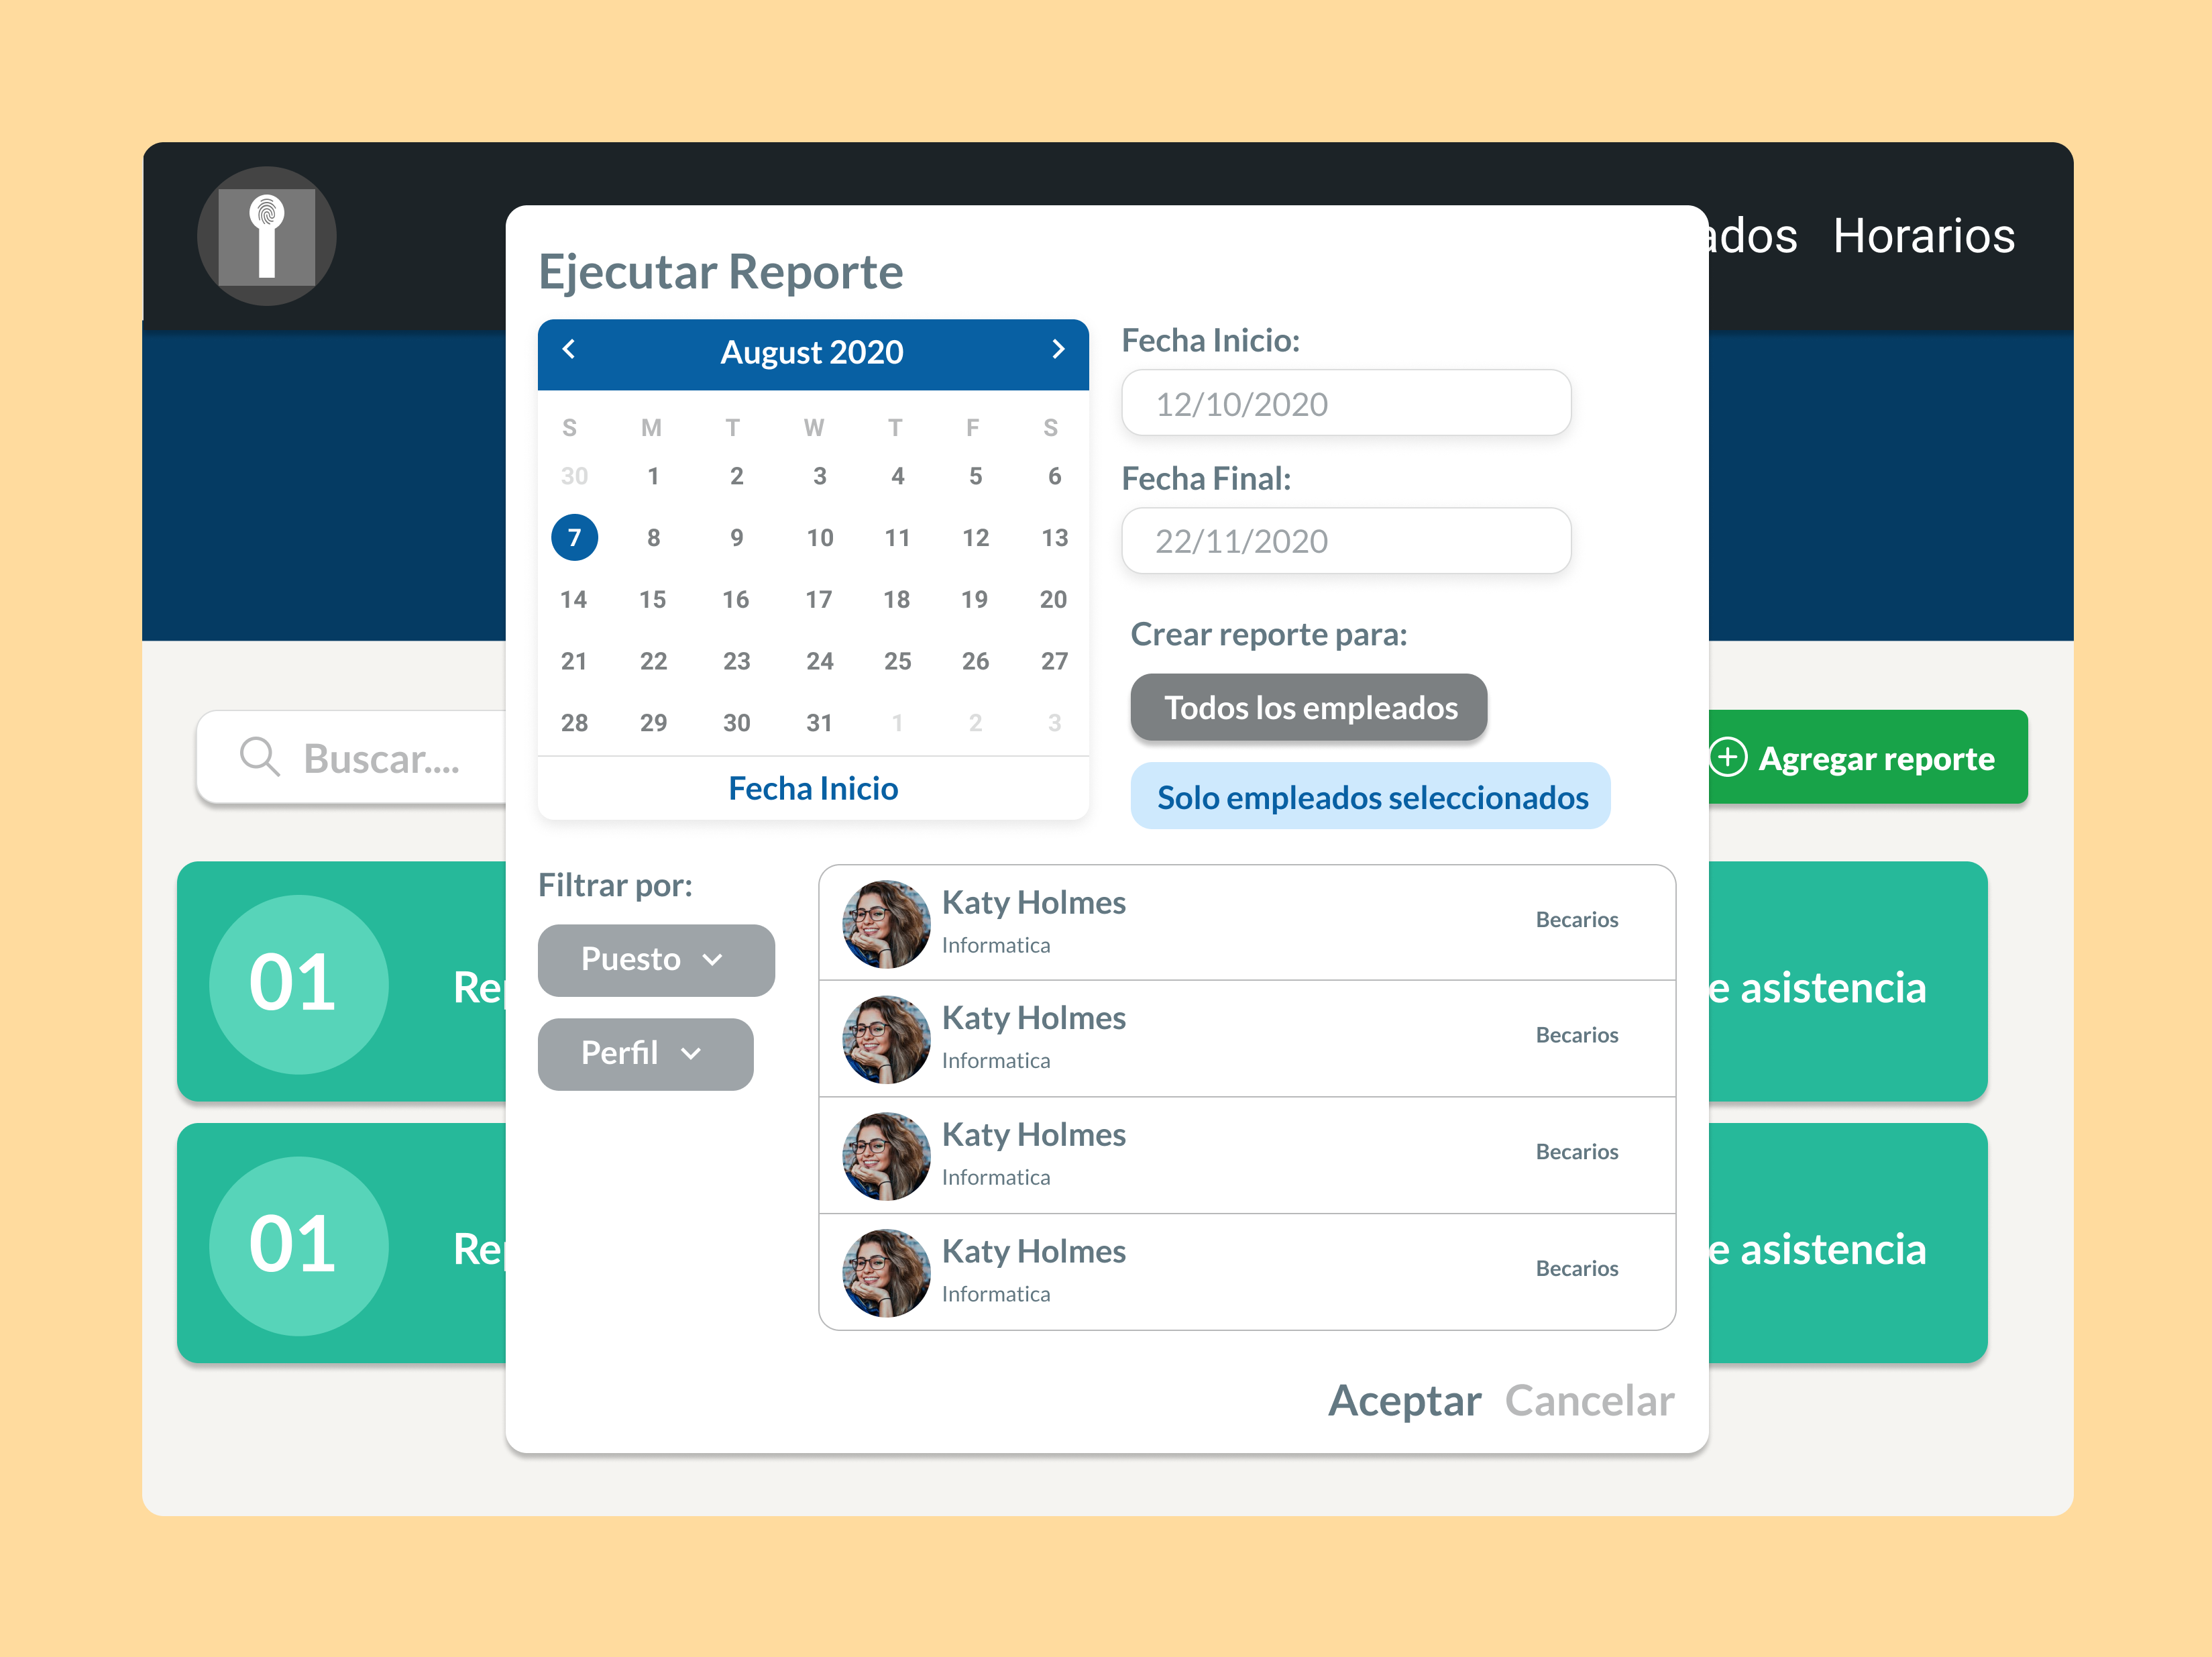 ados Horarios
Ejecutar Reporte
August 2020
S M T W T F S
30 1 2 3 4 5 6
7 8 9 10 11 12 13
14 15 16 17 18 19 20
21 22 23 24 25 26 27
28 29 30 31 1 2 3
Fecha Inicio
Fecha Inicio:
12/10/2020
Fecha Final:
22/11/2020
Crear reporte para:
Todos los empleados
Solo empleados seleccionados
Buscar....
Agregar reporte
Filtrar por:
Puesto
Perfil
Katy Holmes
Informatica
Becarios
Katy Holmes
Informatica
Becarios
Katy Holmes
Informatica
Becarios
Katy Holmes
Informatica
Becarios
01 Re e asistencia
01 Re e asistencia
Aceptar Cancelar